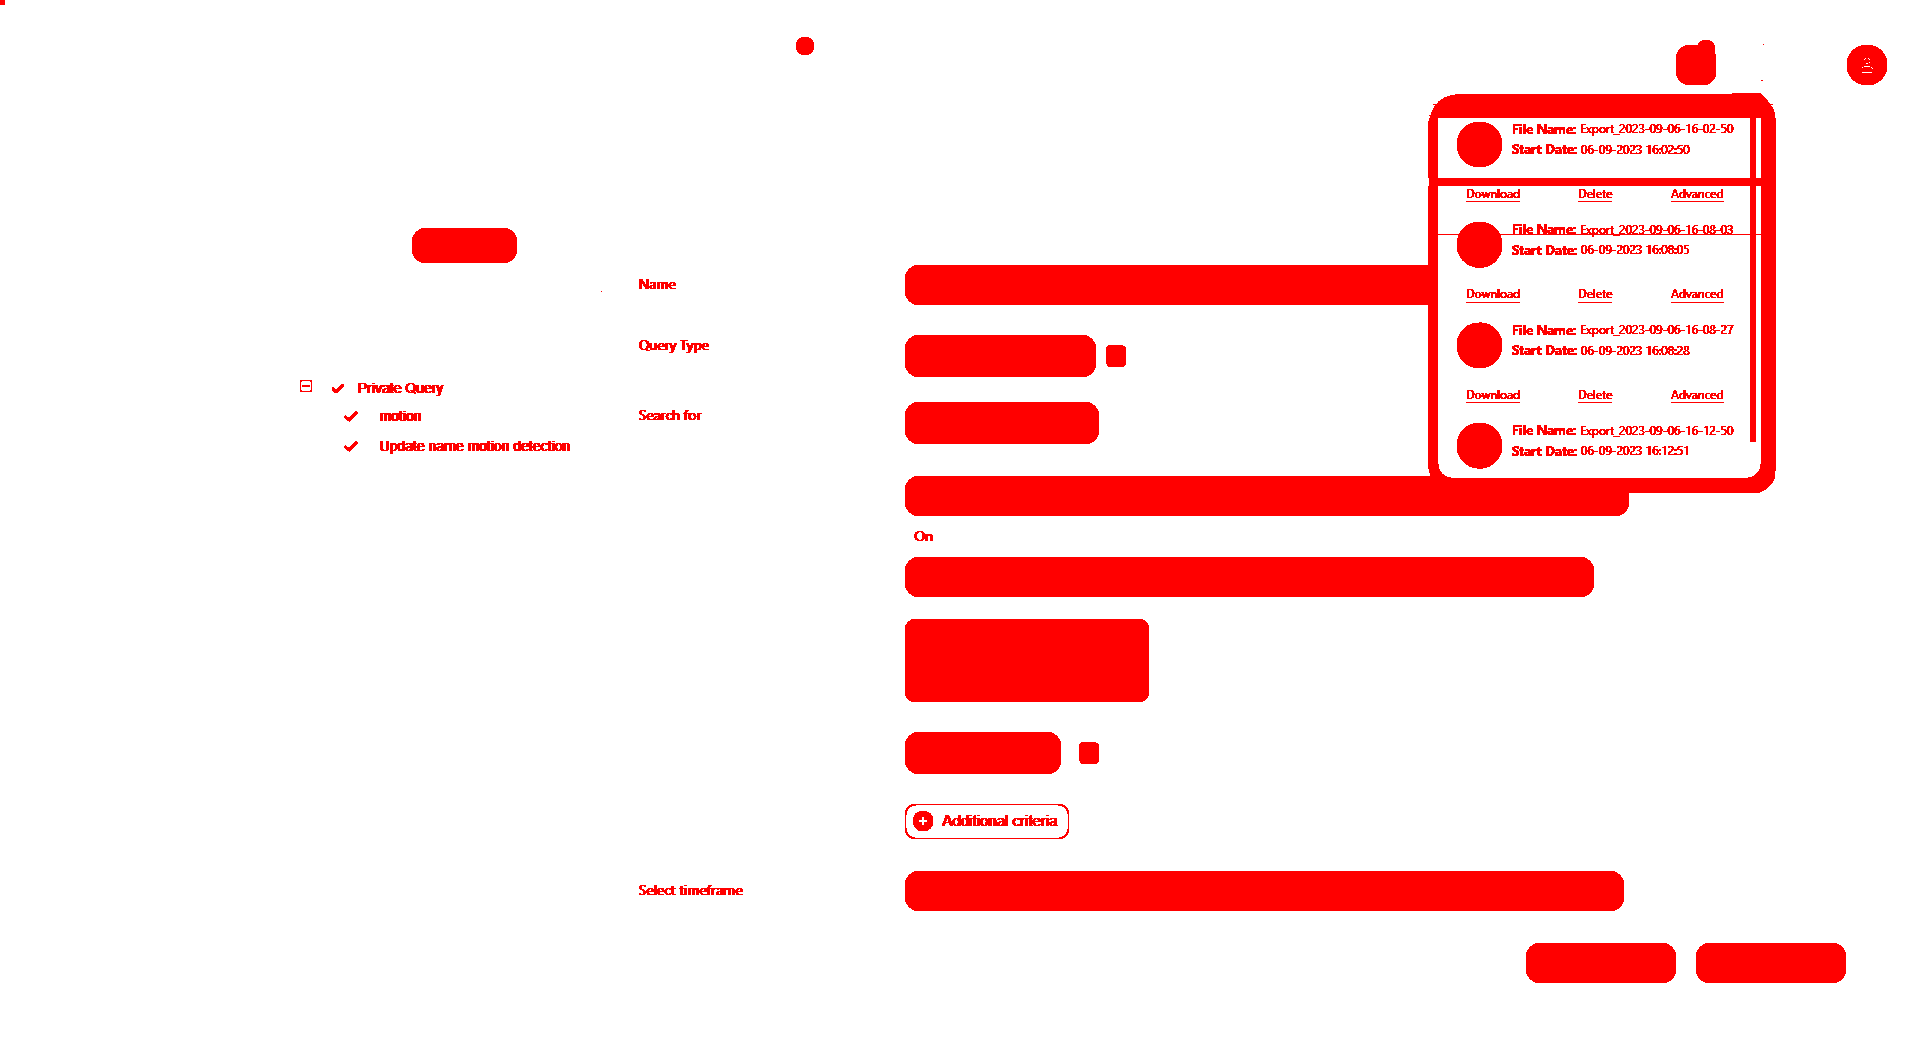 File Name: Export_2023-09-06-16-02-50
Start Date: 06-09-2023 16:02:50
Download Delete Advanced
File Name: Export_2023-09-06-16-08-03
Start Date: 06-09-2023 16:08:05
Download Delete Advanced
File Name: Export_2023-09-06-16-08-27
Start Date: 06-09-2023 16:08:28
Download Delete Advanced
File Name: Export_2023-09-06-16-12-50
Start Date: 06-09-2023 16:12:51
Private Query
motion
Update name motion detection
Name
Query Type
Search for
On
Additional criteria
Select timeframe